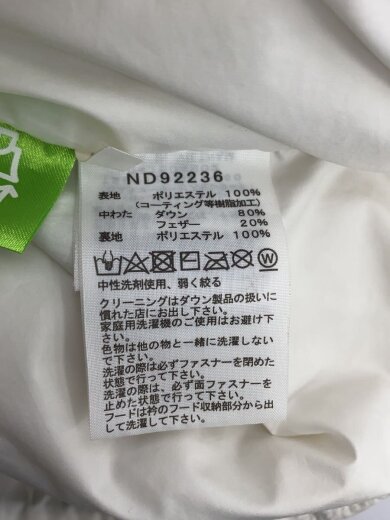 ND92236
表地 ポリエステル 100%
(コーティング等樹脂加工)
中わた ダウン 80%
フェザー 20%
裏地 ポリエステル 100%
W
中性洗剤使用、弱く絞る
クリーニングはダウン製品の扱いに
慣れた店にお出し下さい。
家庭用洗濯機のご使用はお避け下
さい。
色物は他の物と一緒に洗濯しない
で下さい。
洗濯の際は必ずファスナーを閉めた
状態で行って下さい。
洗濯の際は、必ず面ファスナーを
止めた状態で行って下さい。
フードは衿のフード収納部分から出
して洗濯して下さい。